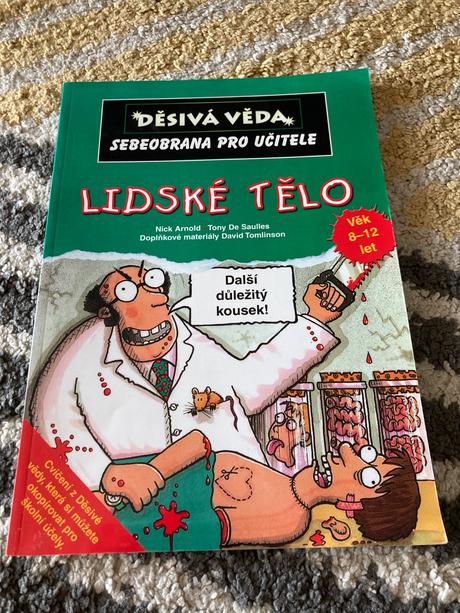 DĚSIVÁ VĚDA
SEBEOBRANA PRO UČITELE
LIDSKÉ TĚLO
Nick Arnold Tony De Saulles
Doplňkové materiály David Tomlinson
Věk
8–12
let
Další
důležitý
kousek!
Cvičení z Děsivé
vědy, která si můžete
okopírovat pro
školní účely.